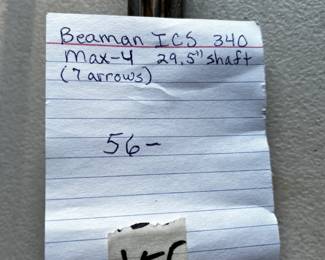 Beaman ICS 340
Max-4 29.5" shaft
(7 arrows)
56-